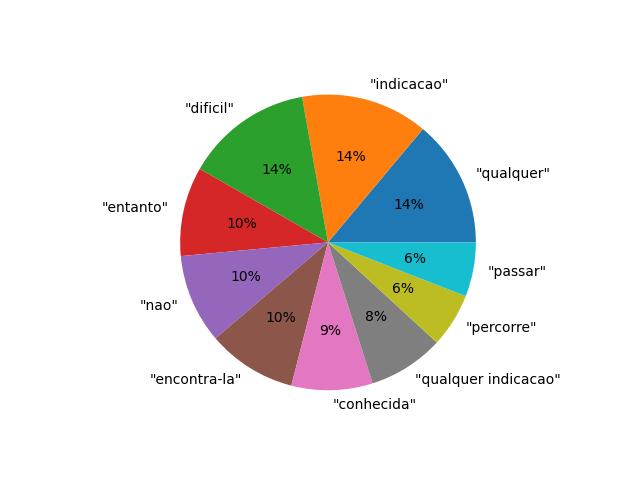 "indicacao"
"dificil"
14%
14%
"qualquer"
14%
"entanto"
10%
"passar"
6%
"nao"
10%
6%
"percorre"
10%
9%
8%
"encontra-la"
"qualquer indicacao"
"conhecida"